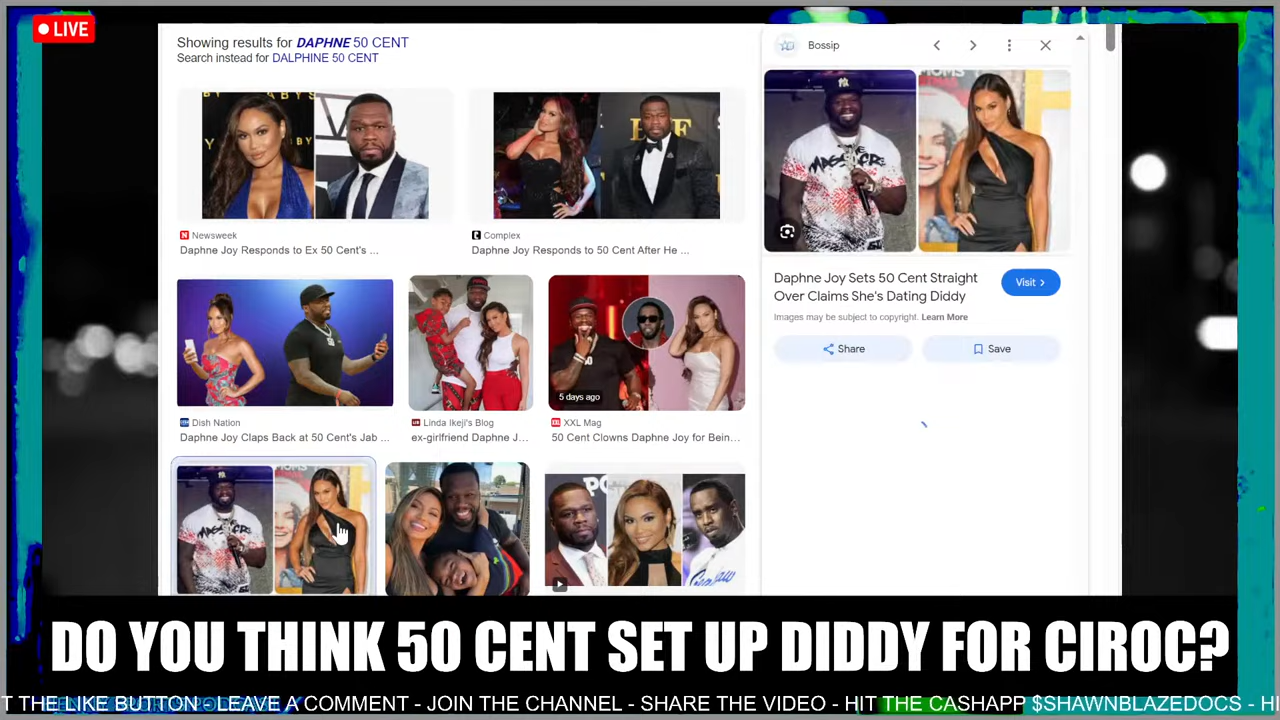 LIVE
Showing results for DAPHNE 50 CENT
Search instead for DALPHINE 50 CENT
Newsweek
Daphne Joy Responds to Ex 50 Cent's ...
Complex
Daphne Joy Responds to 50 Cent After He ...
Dish Nation
Daphne Joy Claps Back at 50 Cent's Jab ...
Linda Ikeji's Blog
ex-girlfriend Daphne J...
5 days ago
XXL Mag
50 Cent Clowns Daphne Joy for Bein...
Bossip
Daphne Joy Sets 50 Cent Straight
Over Claims She's Dating Diddy
Visit
Images may be subject to copyright. Learn More
Share
Save
DO YOU THINK 50 CENT SET UP DIDDY FOR CIROC?
T THE LIKE BUTTON - LEAVE A COMMENT - JOIN THE CHANNEL - SHARE THE VIDEO - HIT THE CASHAPP $SHAWNBLAZEDOCS - HI